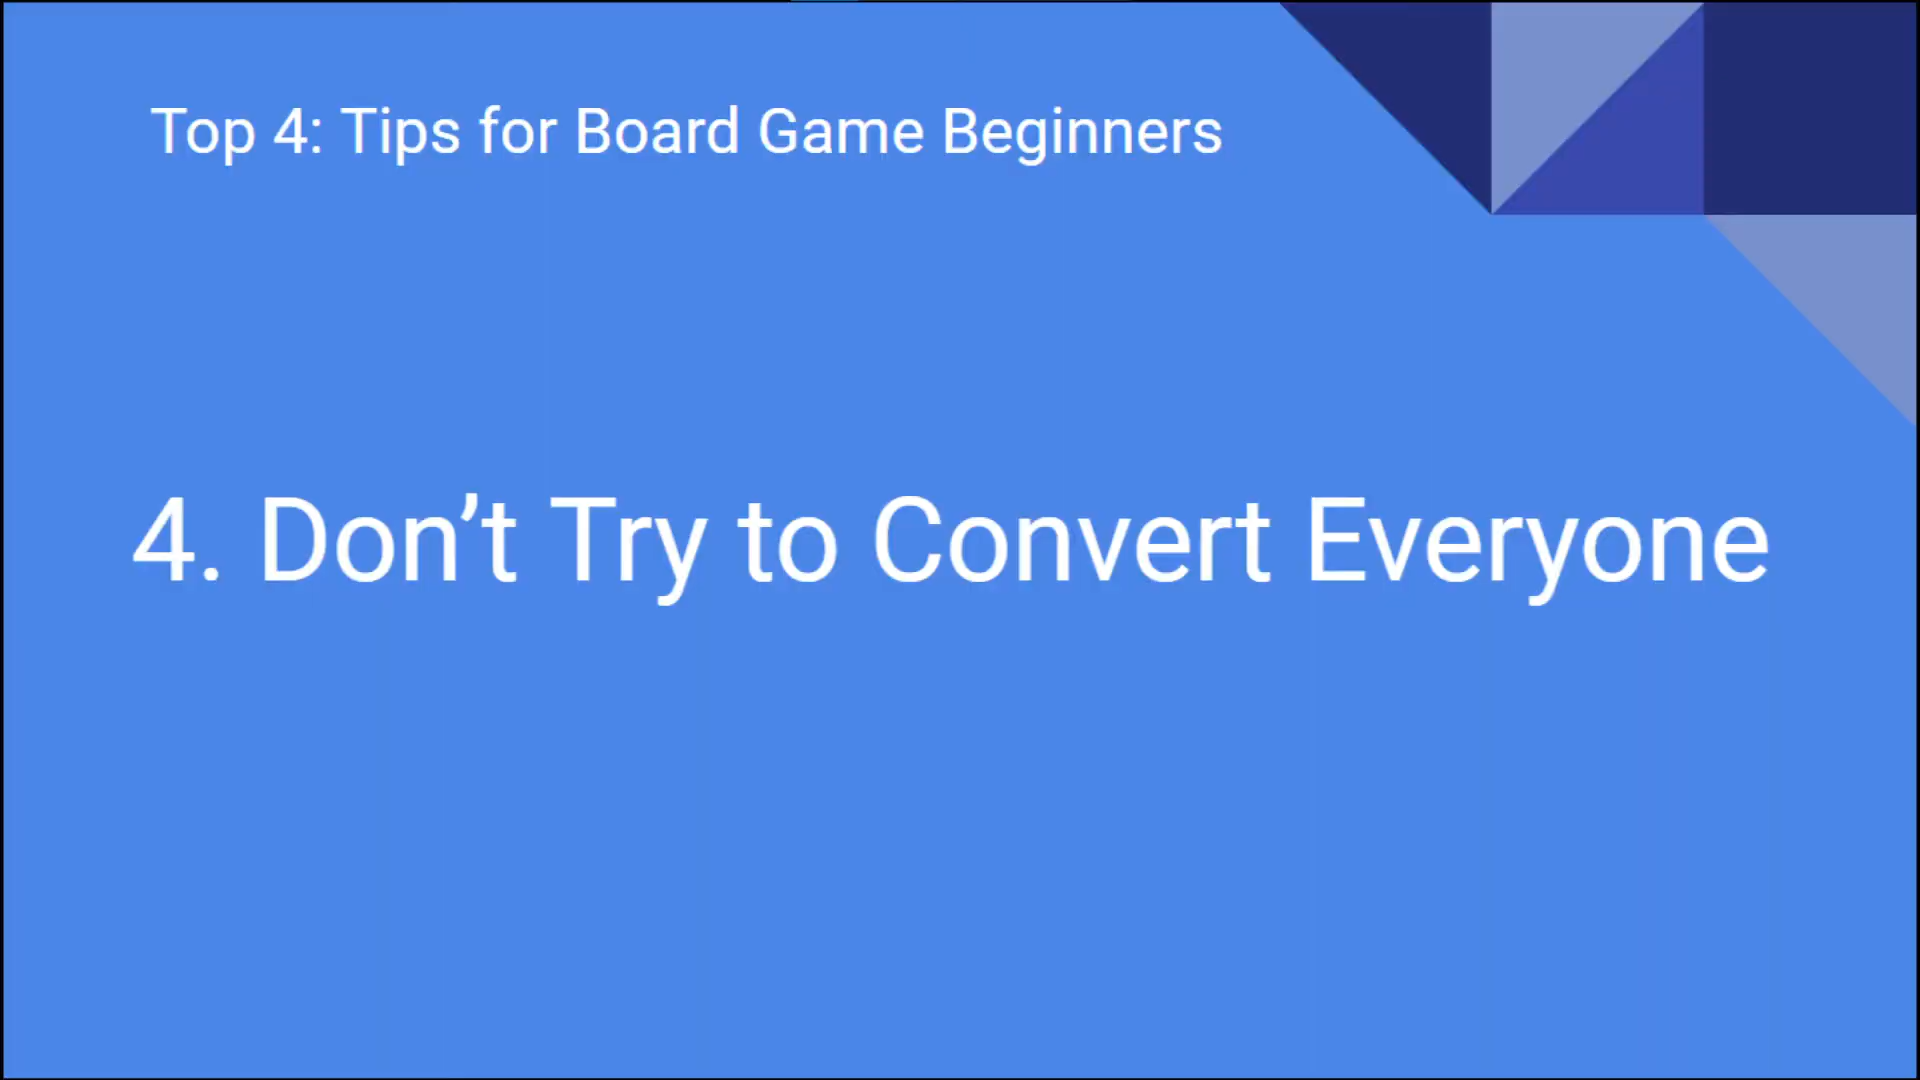 Top 4: Tips for Board Game Beginners
4. Don’t Try to Convert Everyone